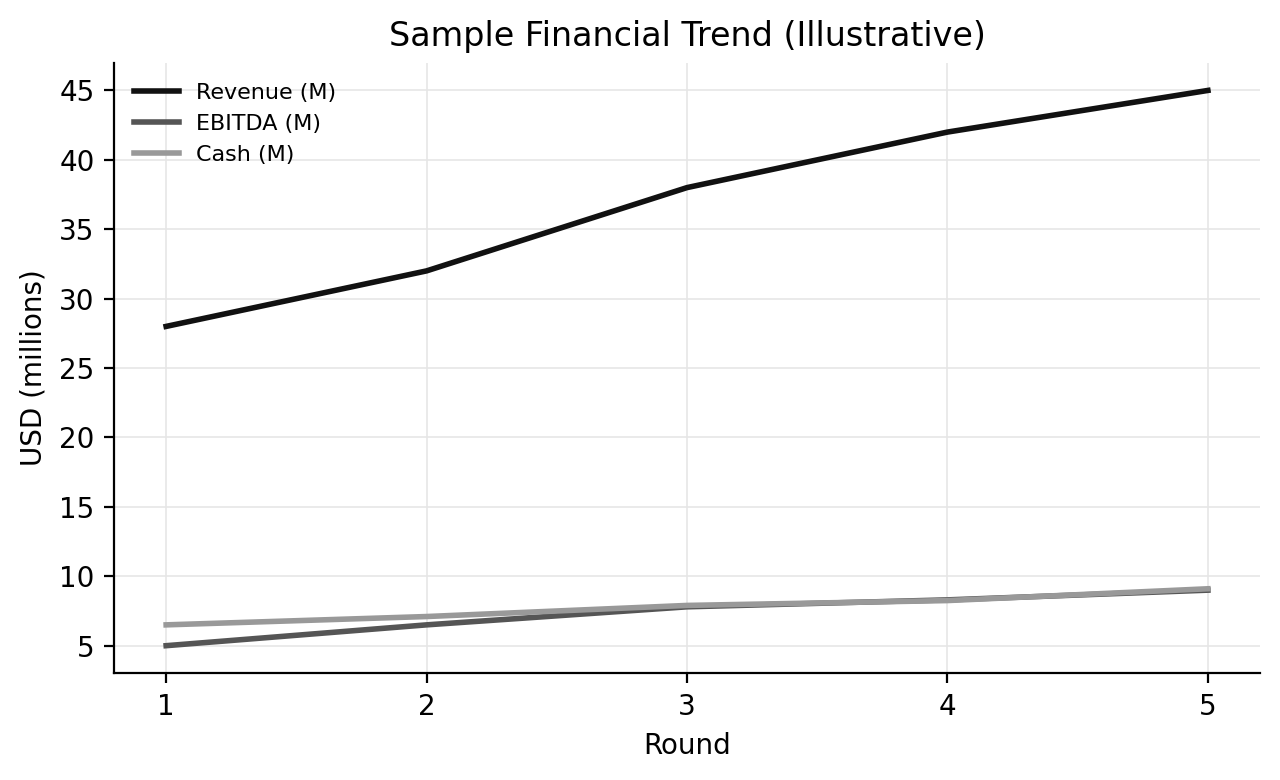 Sample Financial Trend (Illustrative)
Revenue (M)
EBITDA (M)
Cash (M)
USD (millions)
45
40
35
30
25
20
15
10
5
1 2 3 4 5
Round